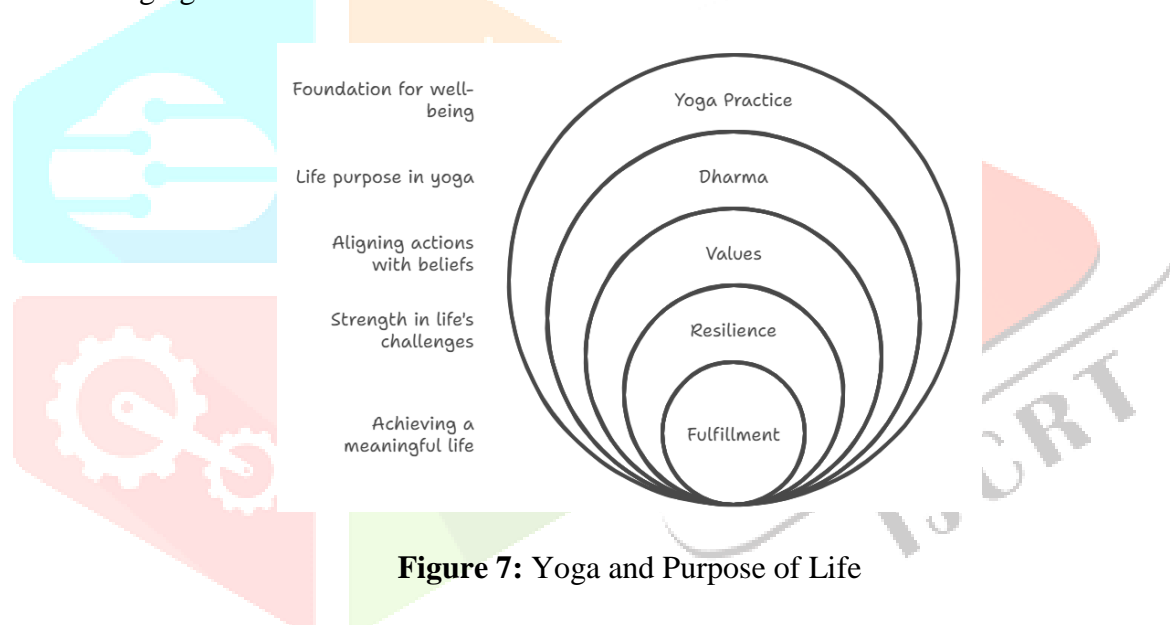 Foundation for well-
being
Yoga Practice
Life purpose in yoga
Dharma
Aligning actions
with beliefs
Values
Strength in life's
challenges
Resilience
Achieving a
meaningful life
Fulfillment
IJCRT
Figure 7: Yoga and Purpose of Life